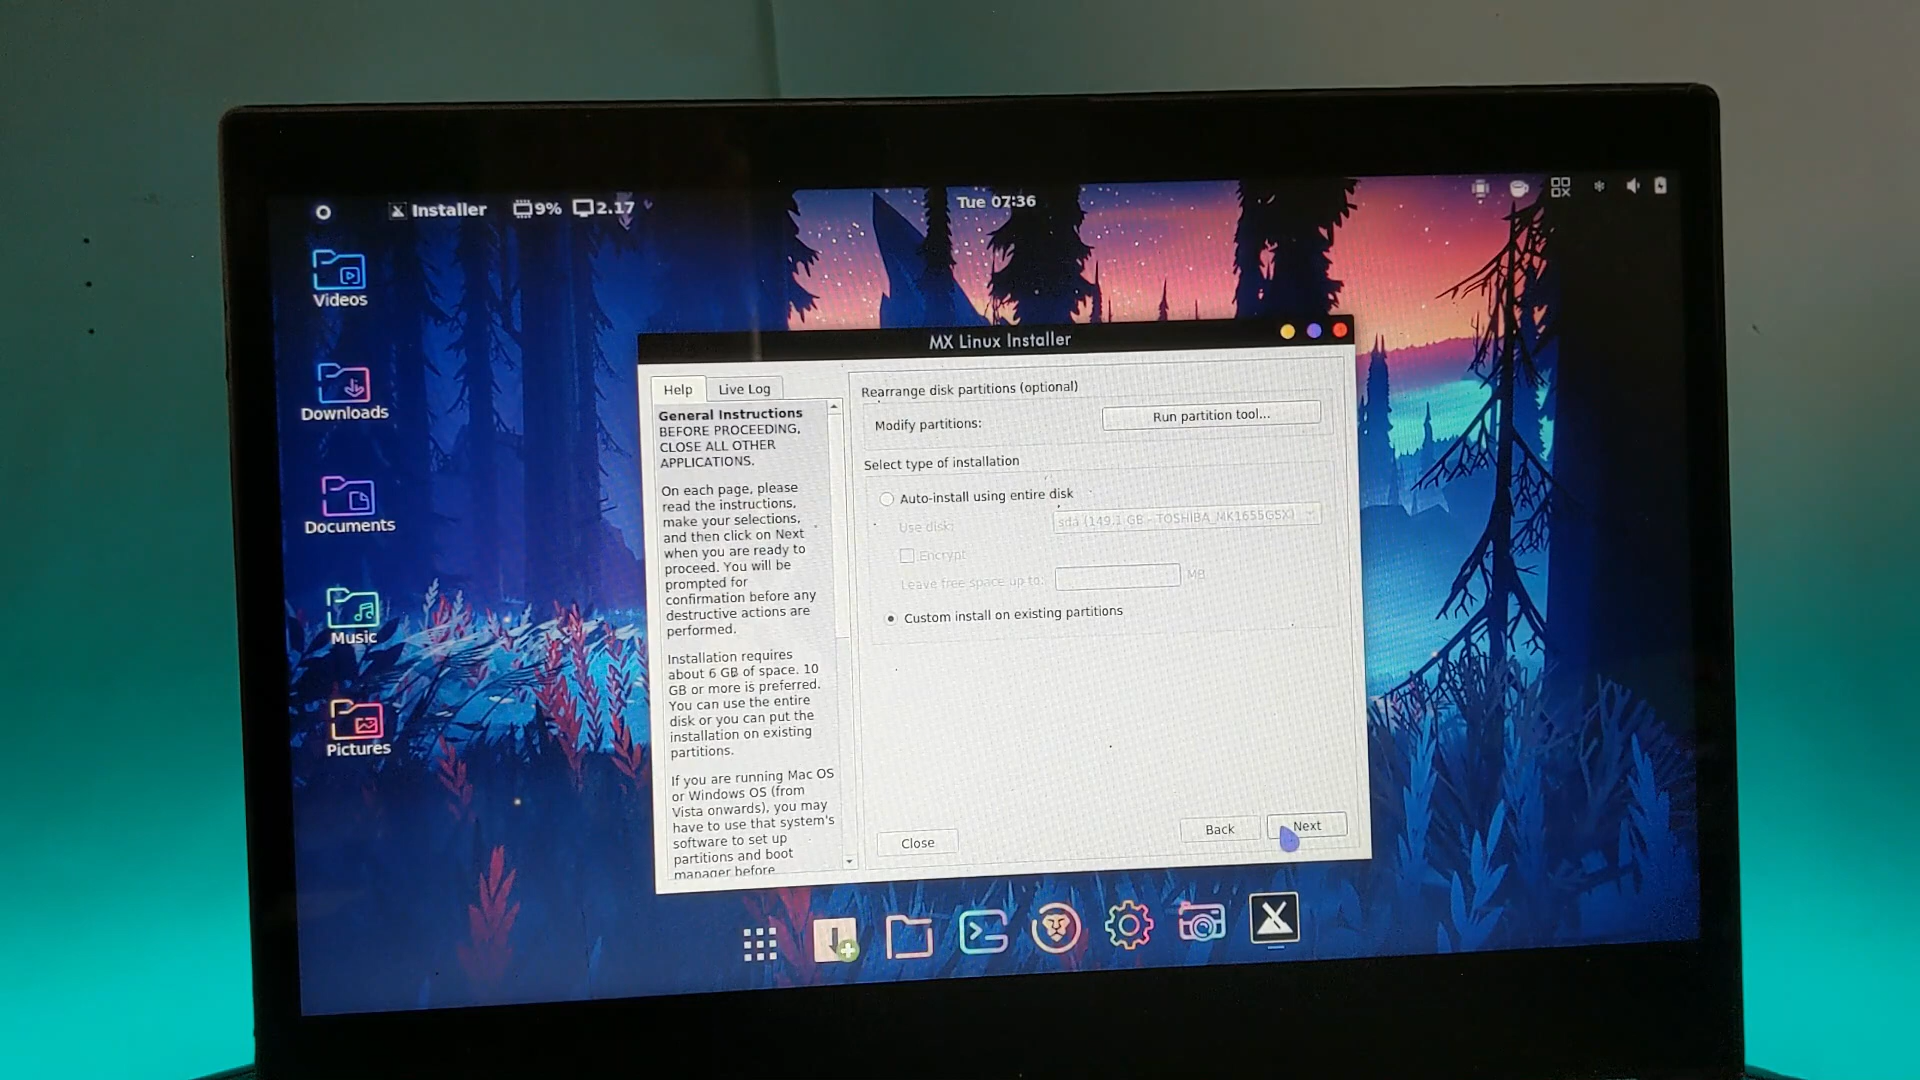 Installer 9% 2.17
Tue 07:36
Videos
Downloads
Documents
Music
Pictures
MX Linux Installer
Help
Live Log
General Instructions
BEFORE PROCEEDING,
CLOSE ALL OTHER
APPLICATIONS.
On each page, please
read the instructions,
make your selections,
and then click on Next
when you are ready to
proceed. You will be
prompted for
confirmation before any
destructive actions are
performed.
Installation requires
about 6 GB of space. 10
GB or more is preferred.
You can use the entire
disk or you can put the
installation on existing
partitions.
If you are running Mac OS
or Windows OS (from
Vista onwards), you may
have to use that system's
software to set up
partitions and boot
manager before
Rearrange disk partitions (optional)
Modify partitions:
Run partition tool...
Select type of installation
Auto-install using entire disk
Use disk:
sda (149.1 GB - TOSHIBA_MK1655GSX)
Encrypt
Leave free space up to:
MB
Custom install on existing partitions
Close
Back
Next